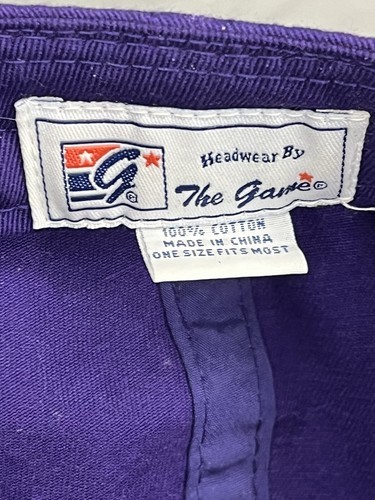 G ©
Headwear By
The Game ©
100% COTTON
MADE IN CHINA
ONE SIZE FITS MOST